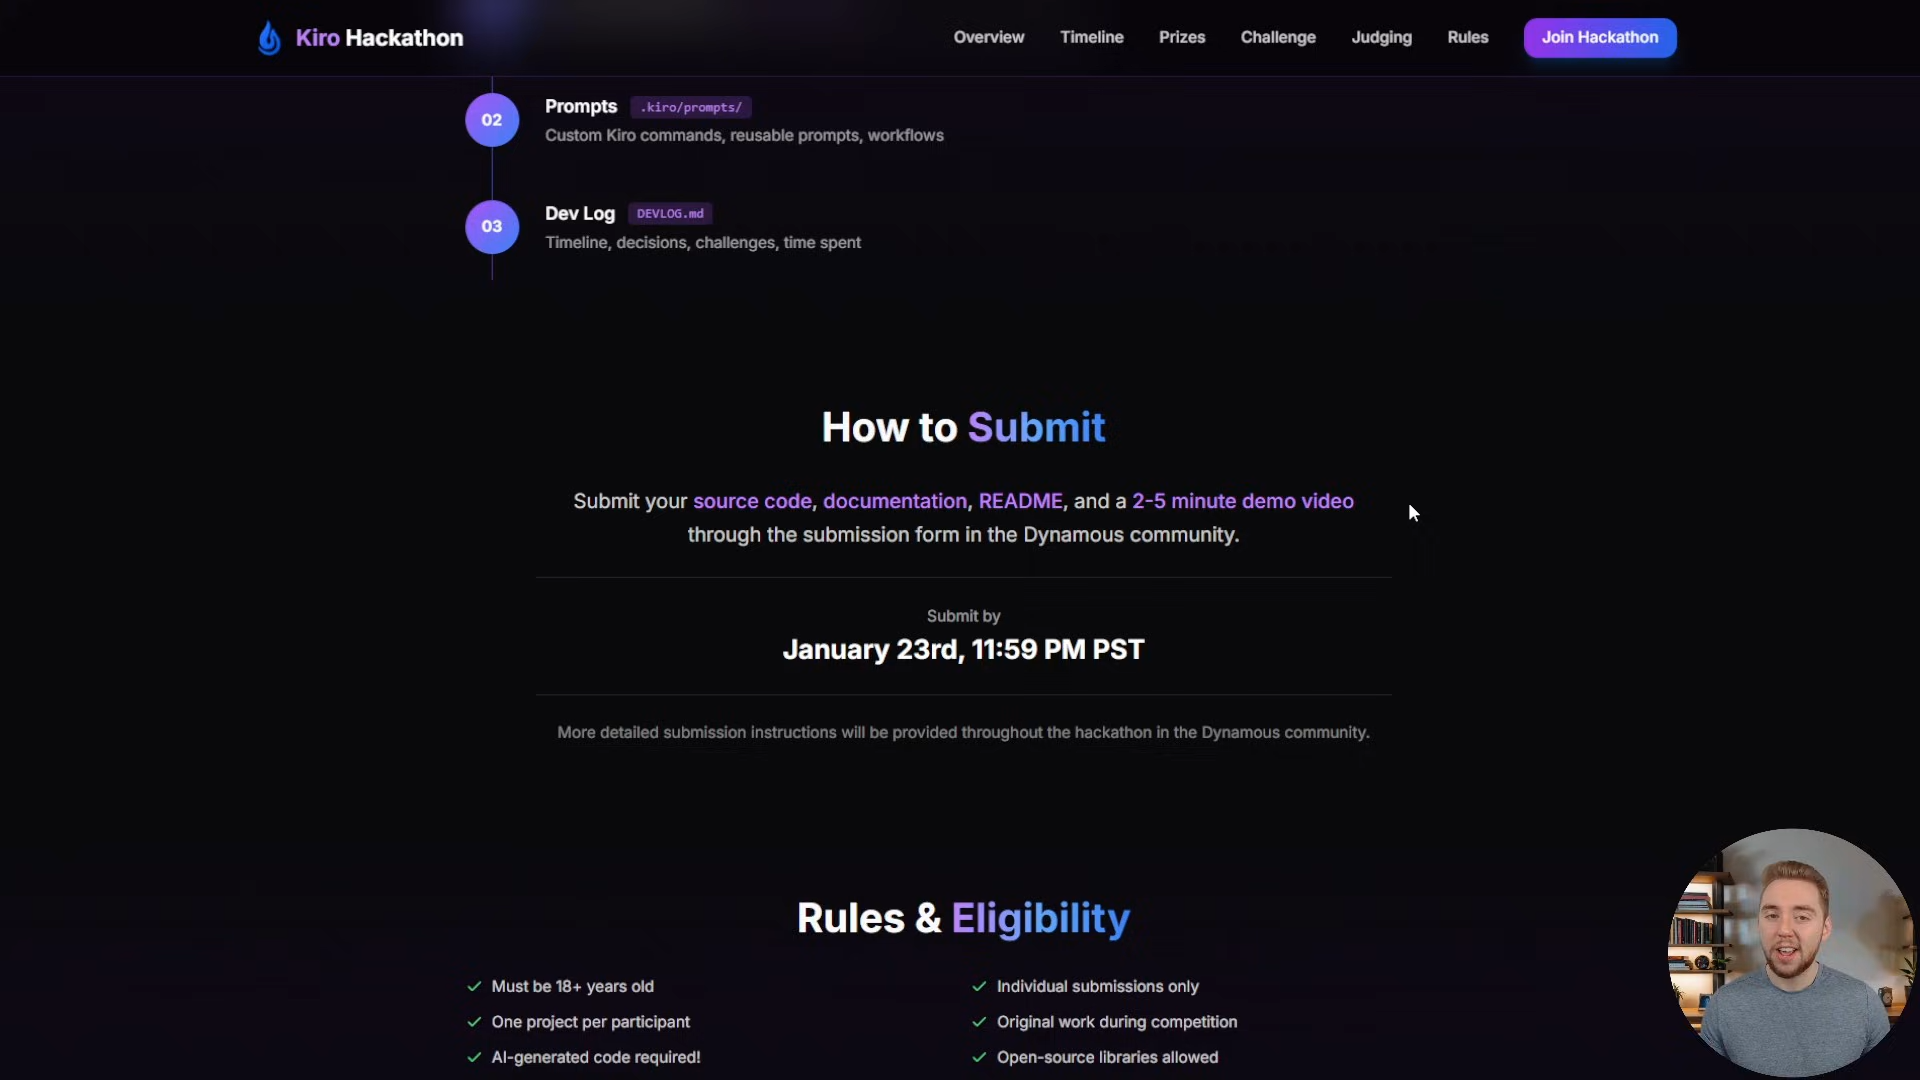 Kiro Hackathon
Overview
Timeline
Prizes
Challenge
Judging
Rules
Join Hackathon
02
Prompts .kiro/prompts/
Custom Kiro commands, reusable prompts, workflows
03
Dev Log DEVLOG.md
Timeline, decisions, challenges, time spent
How to Submit
Submit your source code, documentation, README, and a 2-5 minute demo video
through the submission form in the Dynamous community.
Submit by
January 23rd, 11:59 PM PST
More detailed submission instructions will be provided throughout the hackathon in the Dynamous community.
Rules & Eligibility
Must be 18+ years old
Individual submissions only
One project per participant
Original work during competition
AI-generated code required!
Open-source libraries allowed